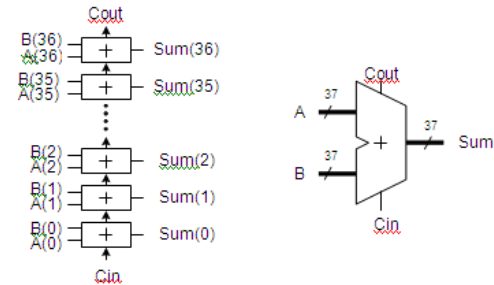 Cout
B(36)
A(36)
+
Sum(36)
B(35)
A(35)
+
Sum(35)
B(2)
A(2)
+
Sum(2)
B(1)
A(1)
+
Sum(1)
B(0)
A(0)
+
Sum(0)
Cin
Cout
A
37
37
Sum
+
B
37
Cin